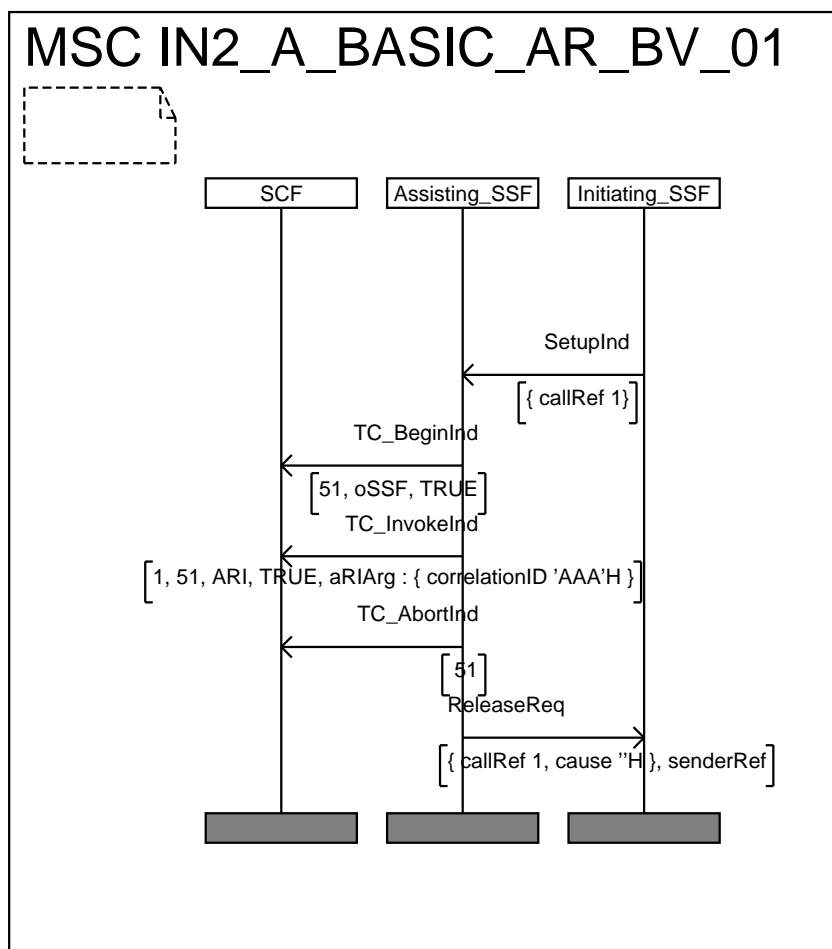 MSC IN2_A_BASIC_AR_BV_01
SCF Assisting_SSF Initiating_SSF
SetupInd
{ callRef 1}
TC_BeginInd
51, oSSF, TRUE
TC_InvokeInd
1, 51, ARI, TRUE, aRIArg : { correlationID 'AAA'H }
TC_AbortInd
51
ReleaseReq
{ callRef 1, cause ''H }, senderRef